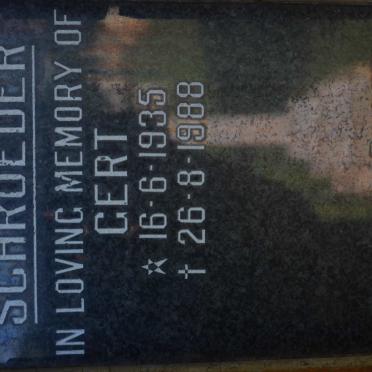 SCHROEDER
IN LOVING MEMORY OF
GERT
16-6-1935
† 26-8-1988